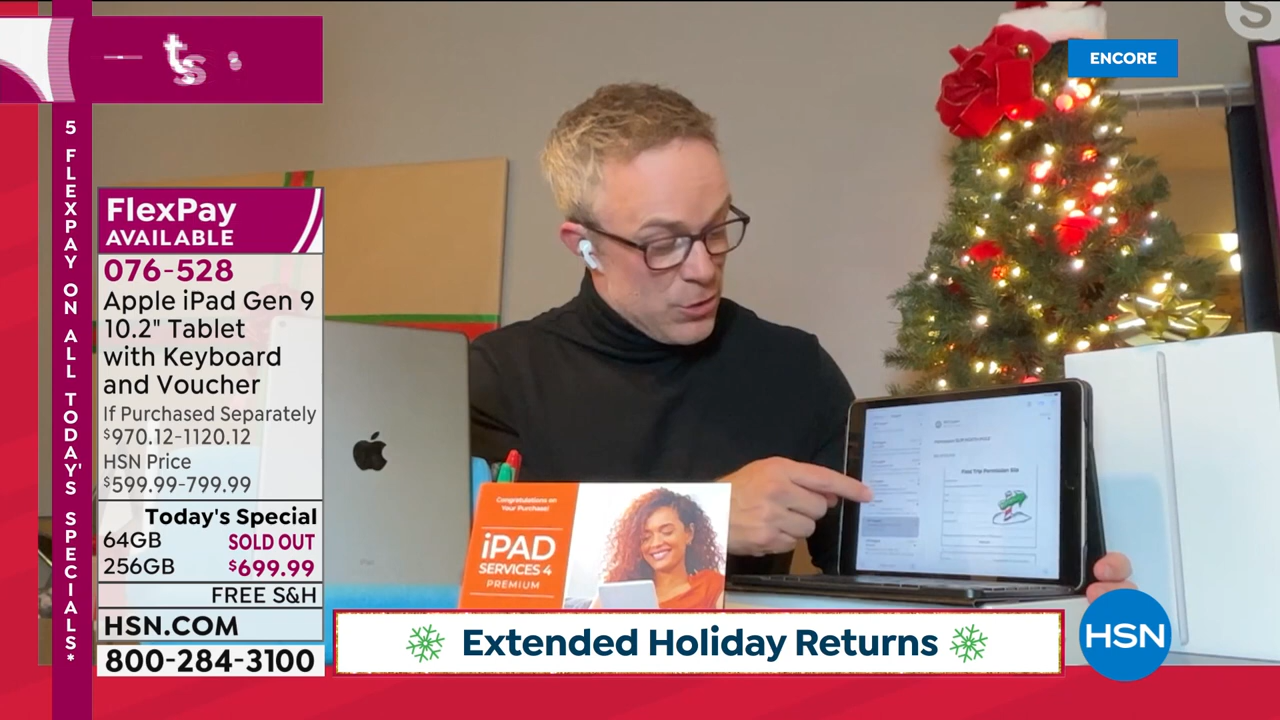 ts
S
ENCORE
5 FLEXPAY ON ALL TODAY'S SPECIALS*
FlexPay
AVAILABLE
076-528
Apple iPad Gen 9
10.2" Tablet
with Keyboard
and Voucher
If Purchased Separately
$970.12-1120.12
HSN Price
$599.99-799.99
Today's Special
64GB SOLD OUT
256GB $699.99
FREE S&H
HSN.COM
800-284-3100
iPad
Congratulations on
Your Purchase!
iPAD
SERVICES 4
PREMIUM
Field Trip Permission Slip
Extended Holiday Returns
HSN